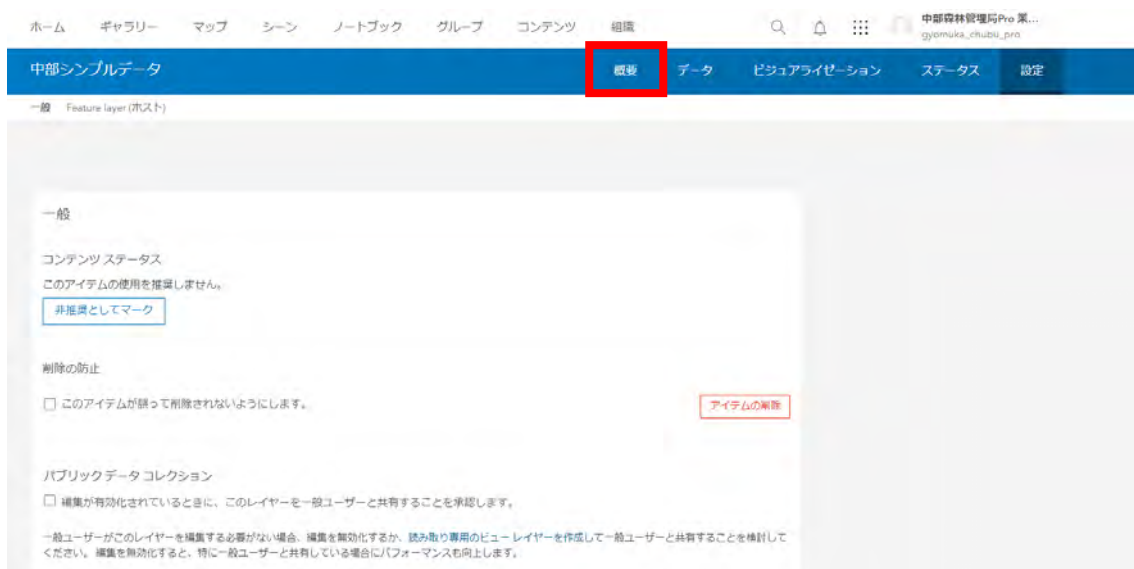 ホーム ギャラリー マップ シーン ノートブック グループ コンテンツ 組織 中部森林管理局Pro 業...
gyomuka_chubu_pro
中部シンプルデータ 概要 データ ビジュアライゼーション ステータス 設定
一般 Feature layer (ホスト)
一般
コンテンツ ステータス
このアイテムの使用を推奨しません。
非推奨としてマーク
削除の防止
このアイテムが誤って削除されないようにします。 アイテムの削除
パブリック データ コレクション
編集が有効化されているときに、このレイヤーを一般ユーザーと共有することを承認します。
一般ユーザーがこのレイヤーを編集する必要がない場合、編集を無効化するか、読み取り専用のビュー レイヤーを作成して一般ユーザーと共有することを検討して
ください。 編集を無効化すると、特に一般ユーザーと共有している場合にパフォーマンスも向上します。